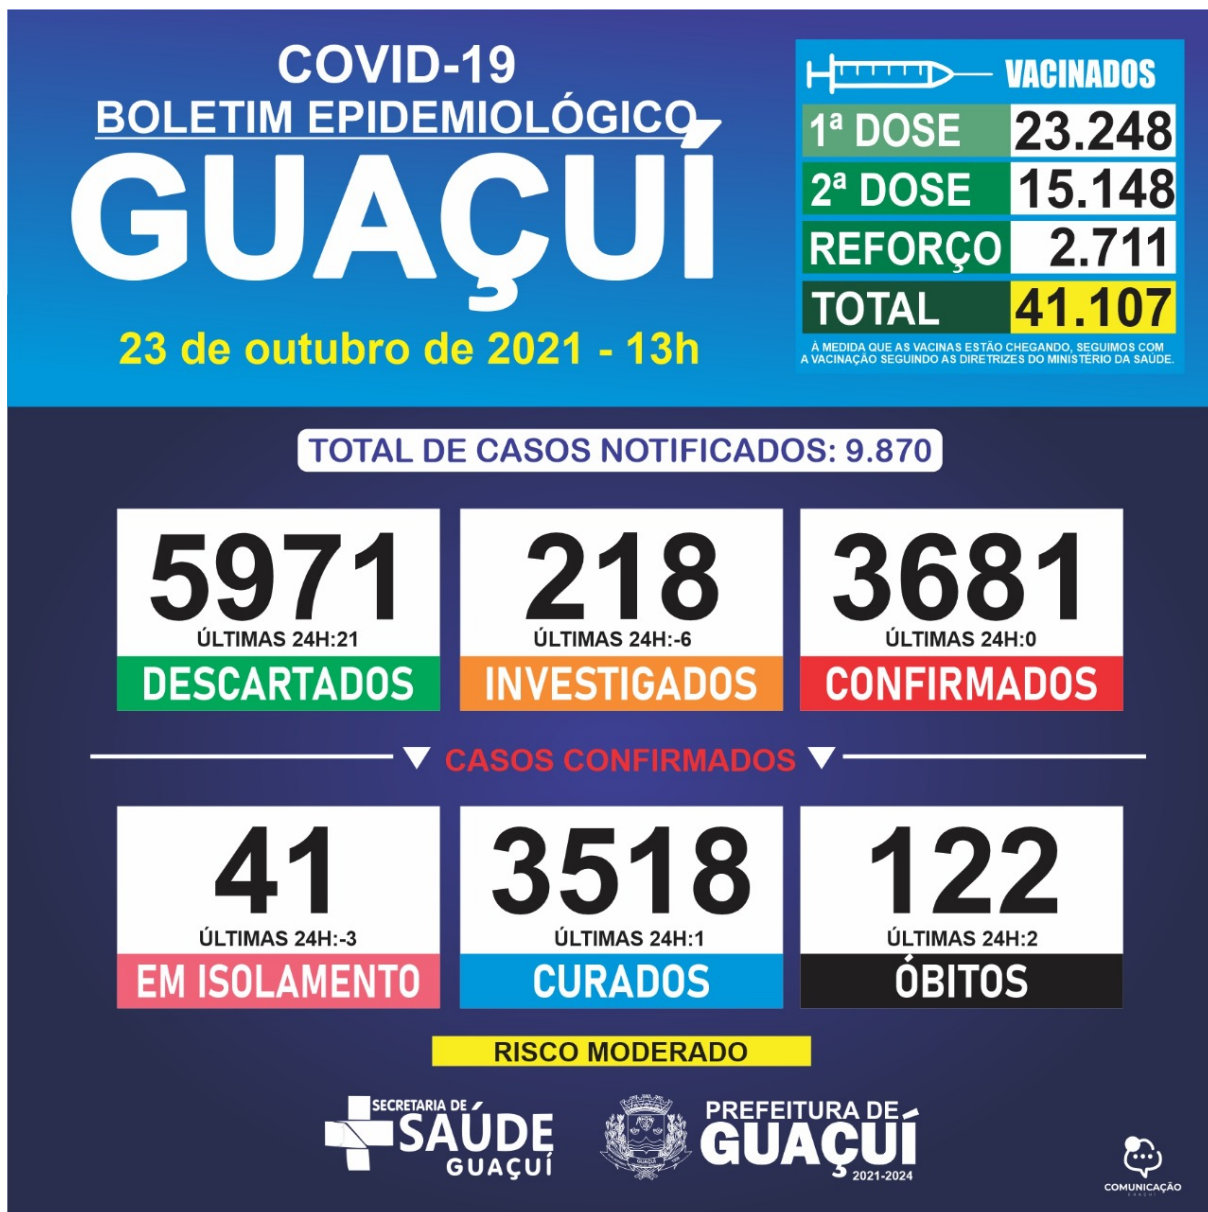 COVID-19
BOLETIM EPIDEMIOLÓGICO
GUAÇUÍ
23 de outubro de 2021 - 13h
VACINADOS
1ª DOSE 23.248
2ª DOSE 15.148
REFORÇO 2.711
TOTAL 41.107
À MEDIDA QUE AS VACINAS ESTÃO CHEGANDO, SEGUIMOS COM
A VACINAÇÃO SEGUINDO AS DIRETRIZES DO MINISTÉRIO DA SAÚDE.
TOTAL DE CASOS NOTIFICADOS: 9.870
5971
ÚLTIMAS 24H:21
DESCARTADOS
218
ÚLTIMAS 24H:-6
INVESTIGADOS
3681
ÚLTIMAS 24H:0
CONFIRMADOS
CASOS CONFIRMADOS
41
ÚLTIMAS 24H:-3
EM ISOLAMENTO
3518
ÚLTIMAS 24H:1
CURADOS
122
ÚLTIMAS 24H:2
ÓBITOS
RISCO MODERADO
SECRETARIA DE
SAÚDE
GUAÇUÍ
GUAÇUÍ
PREFEITURA DE
GUAÇUÍ
2021-2024
COMUNICAÇÃO
GUAÇUÍ